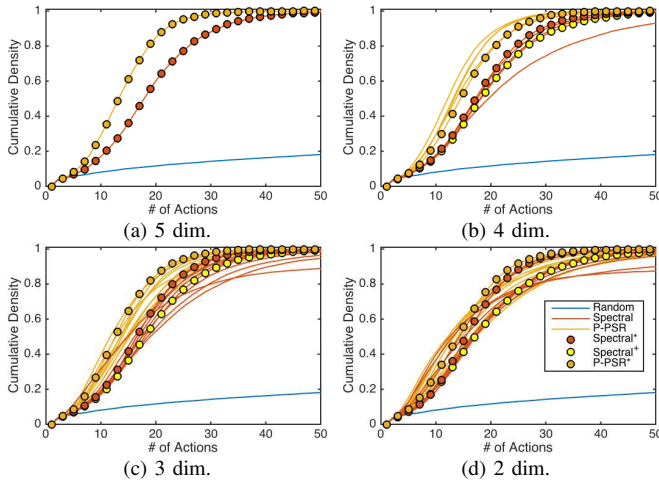 1
0.8
0.6
0.4
0.2
0
Cumulative Density
0 10 20 30 40 50
# of Actions
(a) 5 dim.
1
0.8
0.6
0.4
0.2
0
Cumulative Density
0 10 20 30 40 50
# of Actions
(b) 4 dim.
1
0.8
0.6
0.4
0.2
0
Cumulative Density
0 10 20 30 40 50
# of Actions
(c) 3 dim.
1
0.8
0.6
0.4
0.2
0
Cumulative Density
0 10 20 30 40 50
# of Actions
Random
Spectral
P-PSR
Spectral*
Spectral+
P-PSR*
(d) 2 dim.